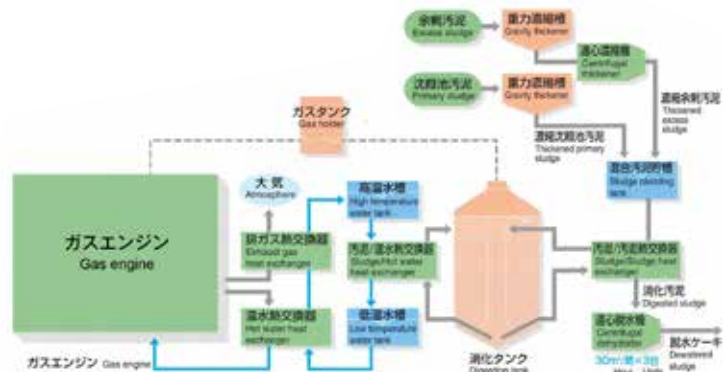 余剰汚泥
Excess sludge
重力濃縮槽
Gravity thickener
遠心濃縮機
Centrifugal
thickener
沈殿池汚泥
Primary sludge
重力濃縮槽
Gravity thickener
濃縮余剰汚泥
Thickened
excess
sludge
濃縮沈殿池汚泥
Thickened primary
sludge
ガスタンク
Gas holder
混合汚泥貯槽
Sludge blending
tank
大気
Atmosphere
高温水槽
High temperature
water tank
ガスエンジン
Gas engine
排ガス熱交換器
Exhaust gas
heat exchanger
汚泥/温水熱交換器
Sludge/Hot water
heat exchanger
汚泥/汚泥熱交換器
Sludge/Sludge heat
exchanger
消化汚泥
Digested sludge
温水熱交換器
Hot water heat
exchanger
低温水槽
Low temperature
water tank
遠心脱水機
Centrifugal
dehydrator
脱水ケーキ
Dewatered
sludge
30m³/時×3台
Hour Units
ガスエンジン Gas engine
消化タンク
Digestion tank